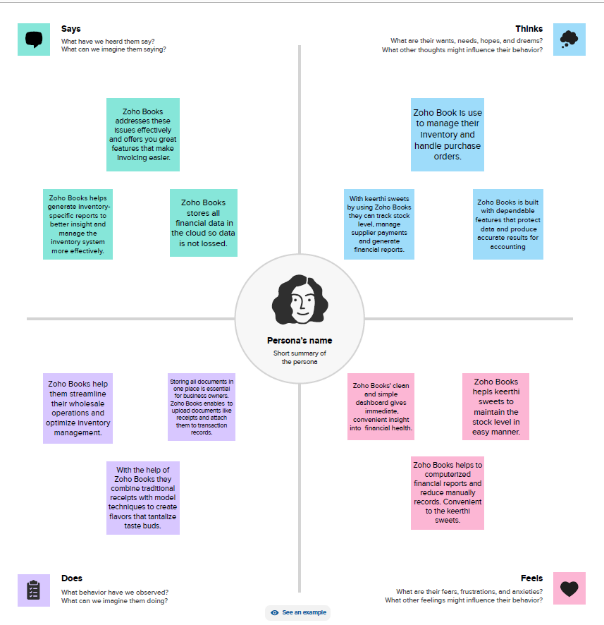 Says
What have we heard them say?
What can we imagine them saying?
Thinks
What are their wants, needs, hopes, and dreams?
What other thoughts might influence their behavior?
Zoho Books
addresses these
issues effectively
and offers you great
features that make
invoicing easier.
Zoho Book is use
to manage their
inventory and
handle purchase
orders.
Zoho Books helps
generate inventory-
specific reports to
better insight and
manage the
inventory system
more effectively.
Zoho Books
stores all
financial data in
the cloud so data
is not lossed.
With keerthi sweets
by using Zoho Books
they can track stock
level, manage
supplier payments
and generate
financial reports.
Zoho Books is built
with dependable
features that protect
data and produce
accurate results for
accounting
Persona's name
Short summary of
the persona
Zoho Books help
them streamline
their wholesale
operations and
optimize inventory
management.
Storing all documents in
one place is essential
for business owners.
Zoho Books enables to
upload documents like
receipts and attach
them to transaction
records.
With the help of
Zoho Books they
combine traditional
receipts with model
techniques to create
flavors that tantalize
taste buds.
Zoho Books' clean
and simple
dashboard gives
immediete,
convenient insight
into financial health.
Zoho Books
hepls keerthi
sweets to
maintain the
stock level in
easy manner.
Zoho Books helps to
computerized
financial reports and
reduce manually
records. Convenient
to the keerthi
sweets.
Does
What behavior have we observed?
What can we imagine them doing?
Feels
What are their fears, frustrations, and anxieties?
What other feelings might influence their behavior?
See an example